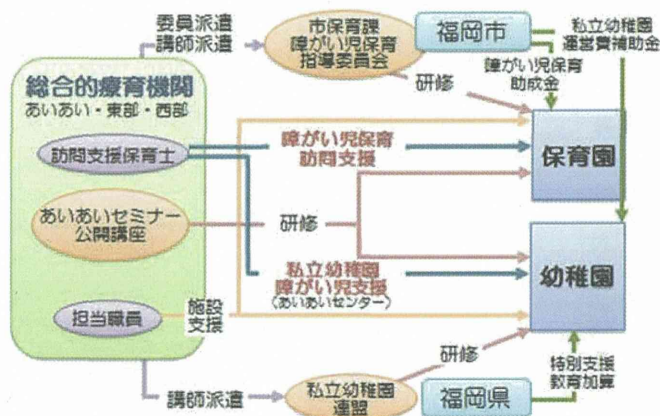 委員派遣
講師派遣
市保育課
障がい児保育
指導委員会
福岡市
私立幼稚園
運営費補助金
研修
障がい児保育
助成金
総合的療育機関
あいあい・東部・西部
訪問支援保育士
障がい児保育
訪問支援
保育園
あいあいセミナー
公開講座
研修
私立幼稚園
障がい児支援
(あいあいセンター)
幼稚園
担当職員
施設
支援
研修
特別支援
教育加算
講師派遣
私立幼稚園
連盟
福岡県